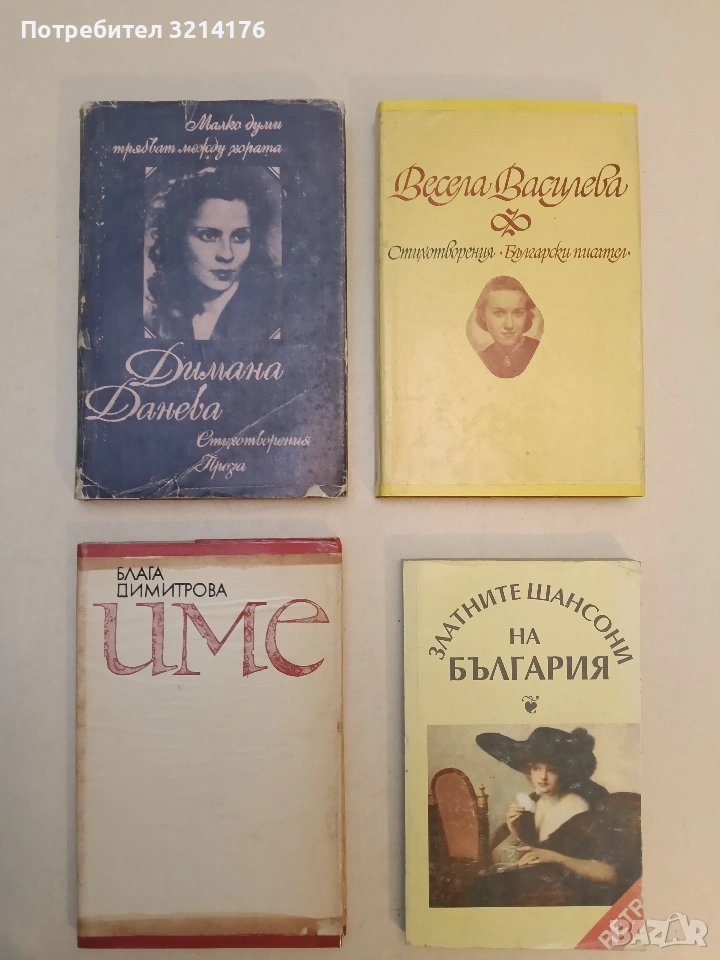 Потребител 3214176
Малко думи
трябват между хората
Димана
Данева
Стихотворения
Проза
Весела Василева
Стихотворения · Български писател ·
БЛАГА
ДИМИТРОВА
име
ЗЛАТНИТЕ ШАНСОНИ
НА
БЪЛГАРИЯ
BAZAR